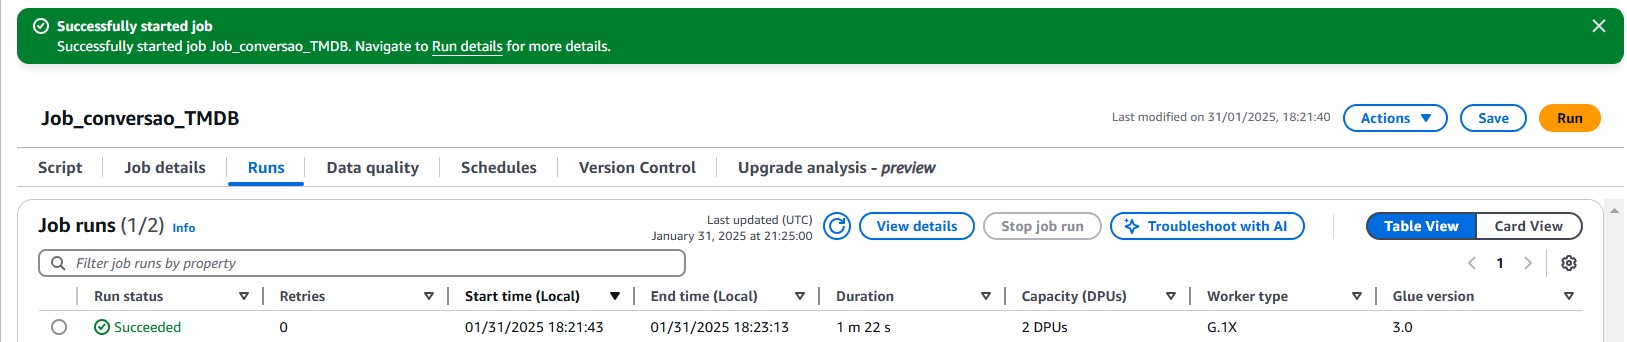 Successfully started job
Successfully started job Job_conversao_TMDB. Navigate to Run details for more details.
Job_conversao_TMDB
Last modified on 31/01/2025, 18:21:40
Actions
Save
Run
Script
Job details
Runs
Data quality
Schedules
Version Control
Upgrade analysis - preview
Job runs (1/2) Info
Last updated (UTC)
January 31, 2025 at 21:25:00
View details
Stop job run
Troubleshoot with AI
Table View
Card View
Filter job runs by property
1
Run status Retries Start time (Local) End time (Local) Duration Capacity (DPUs) Worker type Glue version
Succeeded 0 01/31/2025 18:21:43 01/31/2025 18:23:13 1 m 22 s 2 DPUs G.1X 3.0